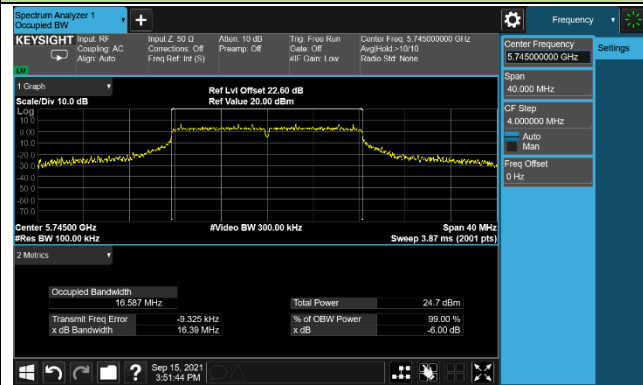 Spectrum Analyzer 1
Occupied BW
Frequency
KEYSIGHT
Input: RF
Coupling: AC
Align: Auto
Input Z: 50 Ω
Corrections: Off
Freq Ref: Int (S)
Atten: 10 dB
Preamp: Off
Trig: Free Run
Gate: Off
#IF Gain: Low
Center Freq: 5.745000000 GHz
Avg|Hold:>10/10
Radio Std: None
Center Frequency
5.745000000 GHz
Settings
Span
40.000 MHz
CF Step
4.000000 MHz
Auto
Man
Freq Offset
0 Hz
1 Graph
Scale/Div 10.0 dB
Ref Lvl Offset 22.60 dB
Ref Value 20.00 dBm
Log
10.0
0.00
-10.0
-20.0
-30.0
-40.0
-50.0
-60.0
-70.0
Center 5.74500 GHz
#Res BW 100.00 kHz
#Video BW 300.00 kHz
Span 40 MHz
Sweep 3.87 ms (2001 pts)
2 Metrics
Occupied Bandwidth
16.587 MHz
Total Power 24.7 dBm
Transmit Freq Error -9.325 kHz
% of OBW Power 99.00 %
x dB Bandwidth 16.39 MHz
x dB -6.00 dB
Sep 15, 2021
3:51:44 PM